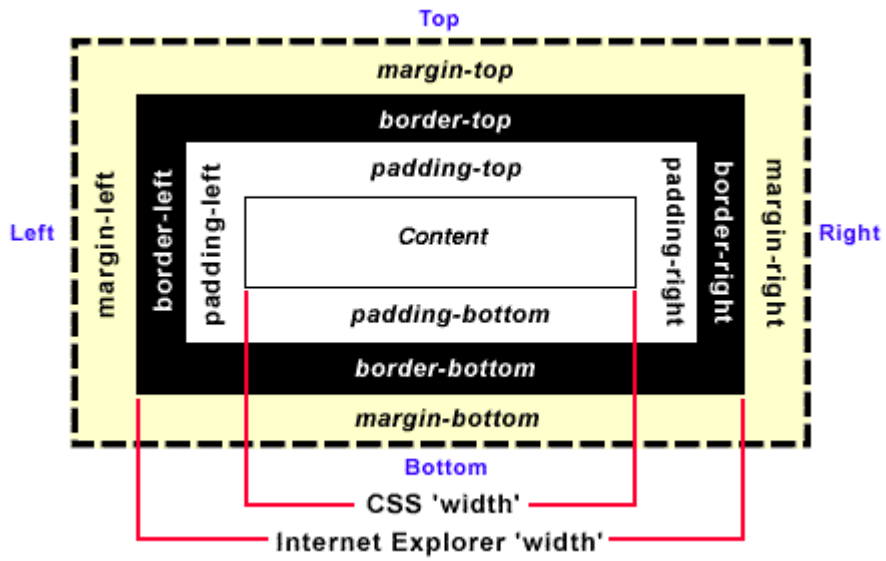 Top
margin-top
border-top
padding-top
Left
margin-left
border-left
padding-left
Content
padding-right
border-right
margin-right
Right
padding-bottom
border-bottom
margin-bottom
Bottom
CSS 'width'
Internet Explorer 'width'